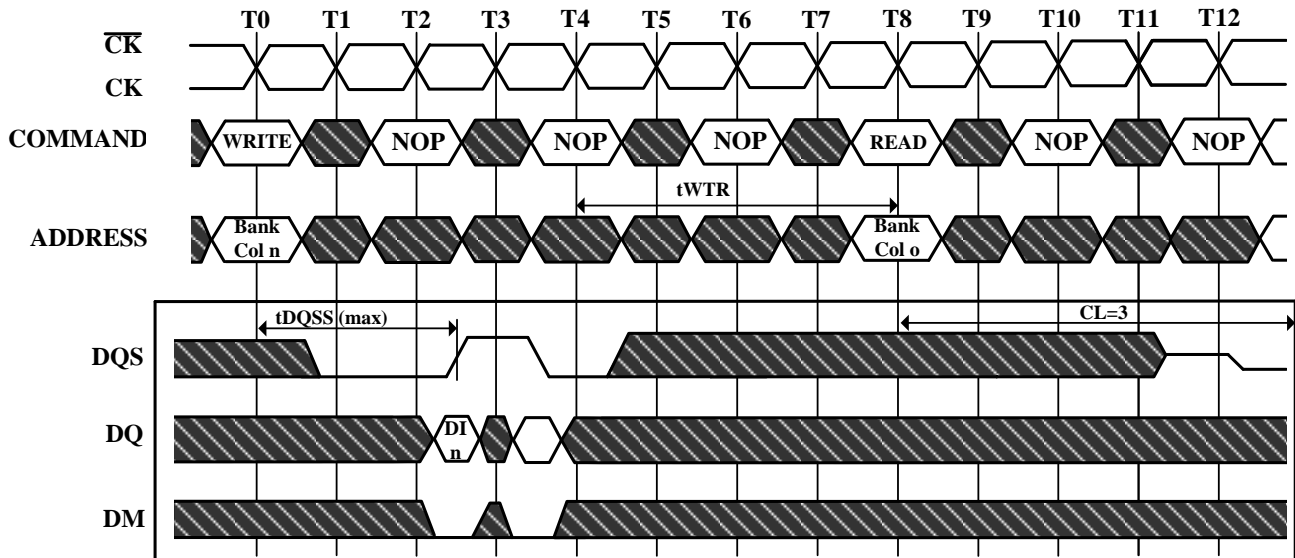 T0 T1 T2 T3 T4 T5 T6 T7 T8 T9 T10 T11 T12
CK
CK
COMMAND WRITE NOP NOP NOP READ NOP NOP
tWTR
ADDRESS Bank Col n Bank Col o
tDQSS (max) CL=3
DQS
DQ DI n
DM